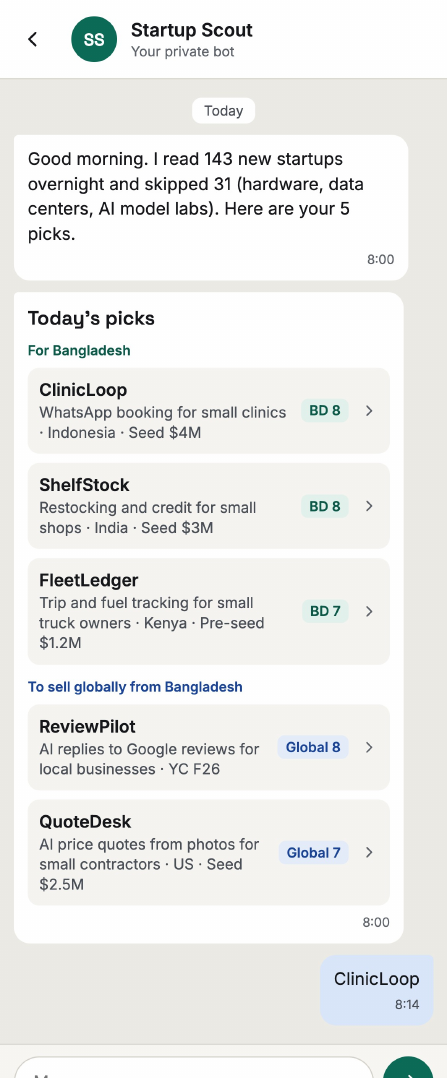 SS
Startup Scout
Your private bot
Today
Good morning. I read 143 new startups
overnight and skipped 31 (hardware, data
centers, AI model labs). Here are your 5
picks.
8:00
Today's picks
For Bangladesh
ClinicLoop
WhatsApp booking for small clinics
· Indonesia · Seed $4M
BD 8
ShelfStock
Restocking and credit for small
shops · India · Seed $3M
BD 8
FleetLedger
Trip and fuel tracking for small
truck owners · Kenya · Pre-seed
$1.2M
BD 7
To sell globally from Bangladesh
ReviewPilot
AI replies to Google reviews for
local businesses · YC F26
Global 8
QuoteDesk
AI price quotes from photos for
small contractors · US · Seed
$2.5M
Global 7
8:00
ClinicLoop
8:14